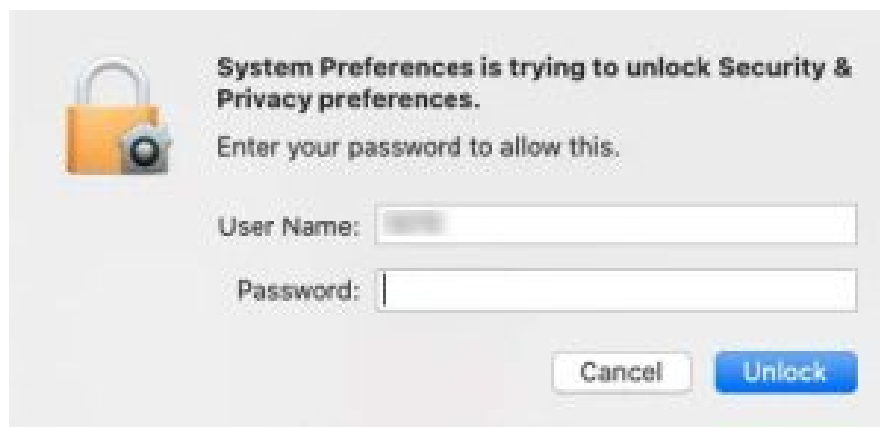 System Preferences is trying to unlock Security &
Privacy preferences.
Enter your password to allow this.
User Name:
Password:
Cancel
Unlock